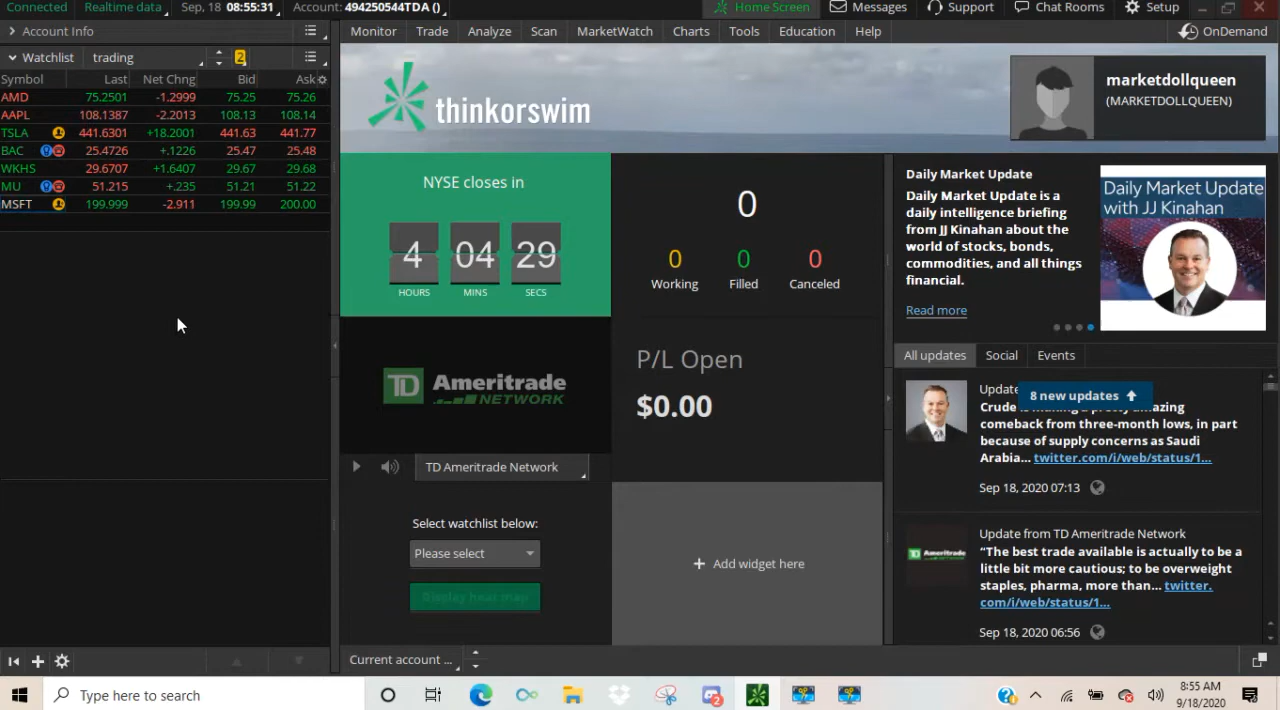 Connected Realtime data Sep, 18 08:55:31 Account: 494250544TDA () Home Screen Messages Support Chat Rooms Setup
Account Info
Monitor Trade Analyze Scan MarketWatch Charts Tools Education Help OnDemand
Watchlist trading 2
Symbol Last Net Chng Bid Ask
AMD 75.2501 -1.2999 75.25 75.26
AAPL 108.1387 -2.2013 108.13 108.14
TSLA 441.6301 +18.2001 441.63 441.77
BAC 25.4726 +.1226 25.47 25.48
WKHS 29.6707 +1.6407 29.67 29.68
MU 51.215 +.235 51.21 51.22
MSFT 199.999 -2.911 199.99 200.00
thinkorswim
marketdollqueen
(MARKETDOLLQUEEN)
NYSE closes in
4 04 29
HOURS MINS SECS
0
0 0 0
Working Filled Canceled
P/L Open
$0.00
TD Ameritrade
NETWORK
TD Ameritrade Network
Select watchlist below:
Please select
Display heat map
+ Add widget here
Daily Market Update
Daily Market Update is a
daily intelligence briefing
from JJ Kinahan about the
world of stocks, bonds,
commodities, and all things
financial.
Read more
Daily Market Update
with JJ Kinahan
All updates Social Events
8 new updates
Update
Crude is making a pretty amazing
comeback from three-month lows, in part
because of supply concerns as Saudi
Arabia... twitter.com/i/web/status/1...
Sep 18, 2020 07:13
TD Ameritrade
Update from TD Ameritrade Network
“The best trade available is actually to be a
little bit more cautious; to be overweight
staples, pharma, more than... twitter.
com/i/web/status/1...
Sep 18, 2020 06:56
Current account ...
Type here to search
2
8:55 AM
9/18/2020